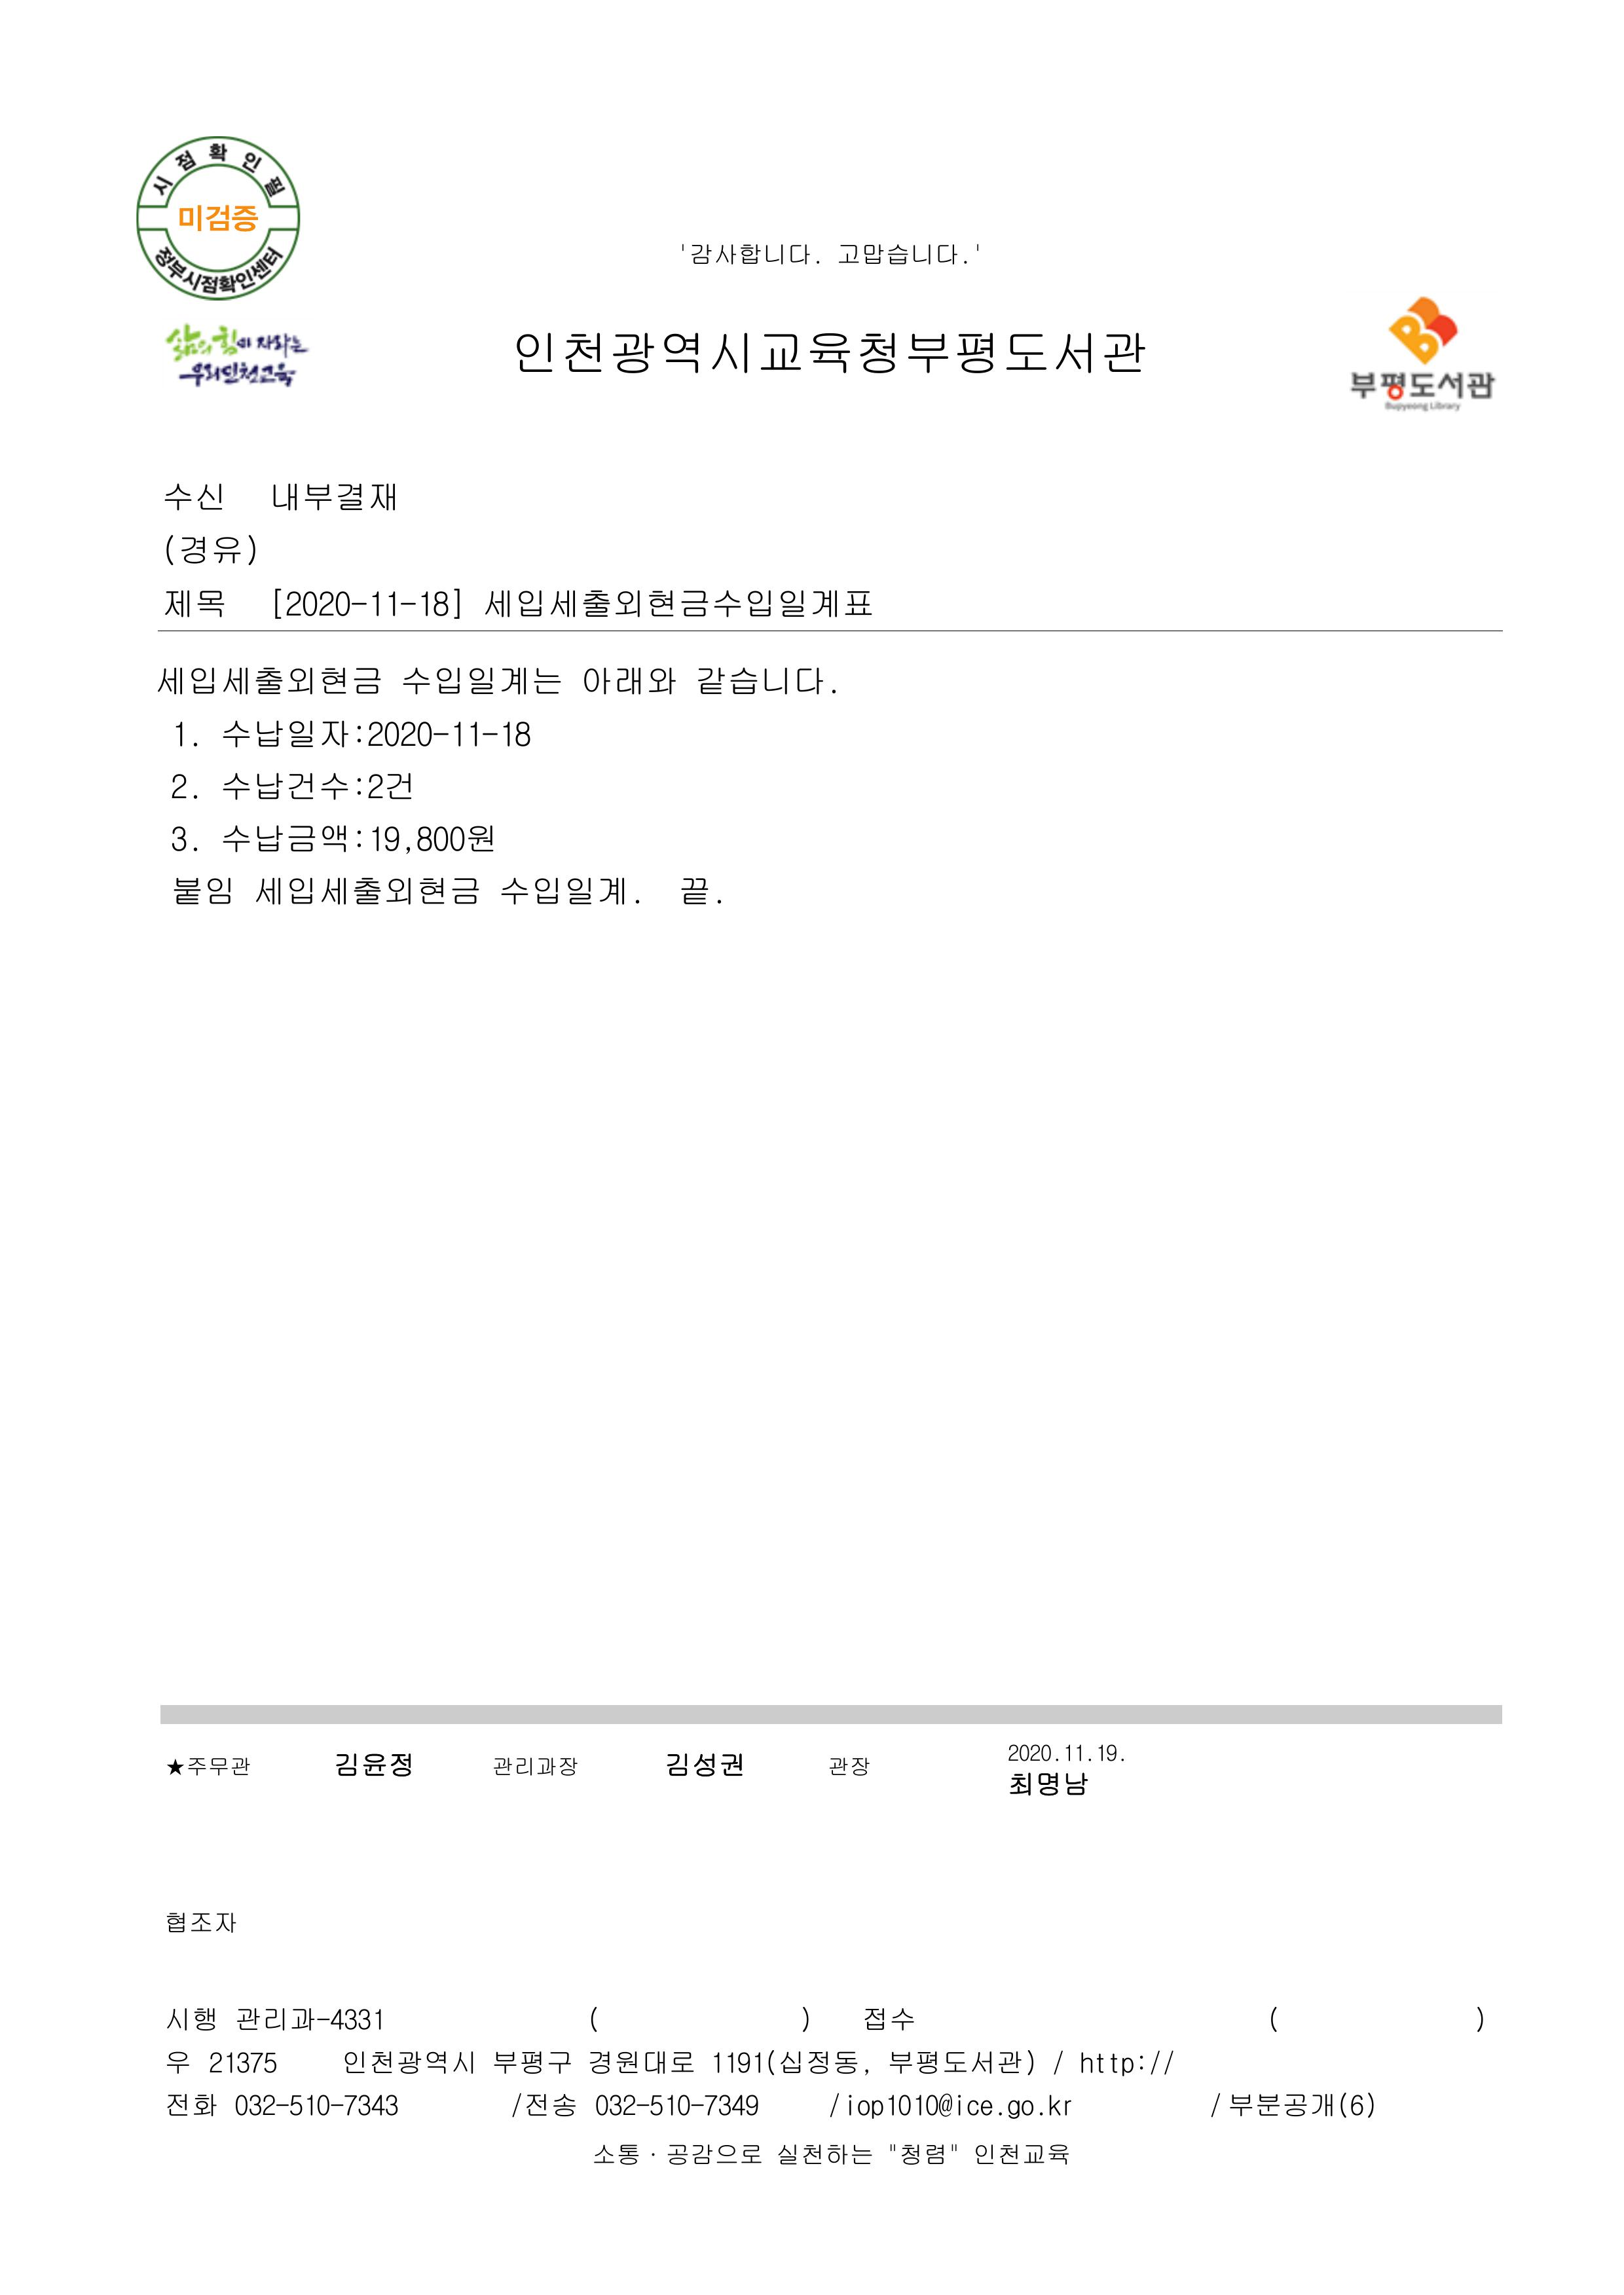 시점확인필
미검증
정부시점확인센터
'감사합니다. 고맙습니다.'
삶의 힘이 자라는
우리인천교육
인천광역시교육청부평도서관
부평도서관
Bupyeong Library
수신 내부결재
(경유)
제목 [2020-11-18] 세입세출외현금수입일계표
세입세출외현금 수입일계는 아래와 같습니다.
1. 수납일자:2020-11-18
2. 수납건수:2건
3. 수납금액:19,800원
붙임 세입세출외현금 수입일계. 끝.
★주무관 김윤정 관리과장 김성권 관장 2020.11.19.
최명남
협조자
시행 관리과-4331 ( ) 접수 ( )
우 21375 인천광역시 부평구 경원대로 1191(십정동, 부평도서관) / http://
전화 032-510-7343 /전송 032-510-7349 /iop1010@ice.go.kr /부분공개(6)
소통·공감으로 실천하는 "청렴" 인천교육